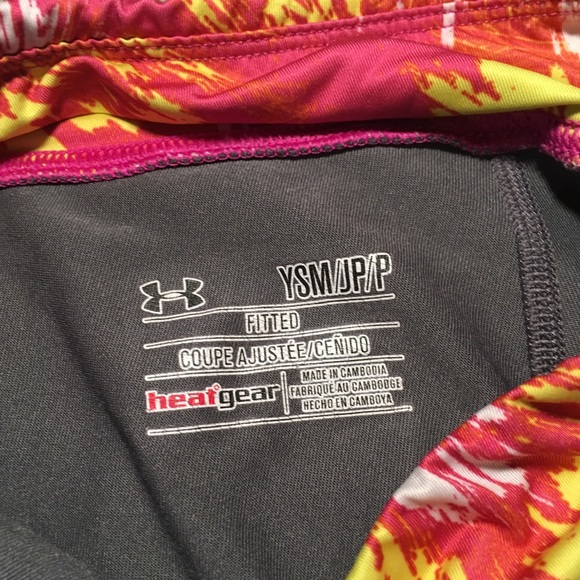 YSM/JP/P
FITTED
COUPE AJUSTÉE/CEÑIDO
heatgear
MADE IN CAMBODIA
FABRIQUÉ AU CAMBODGE
HECHO EN CAMBOYA